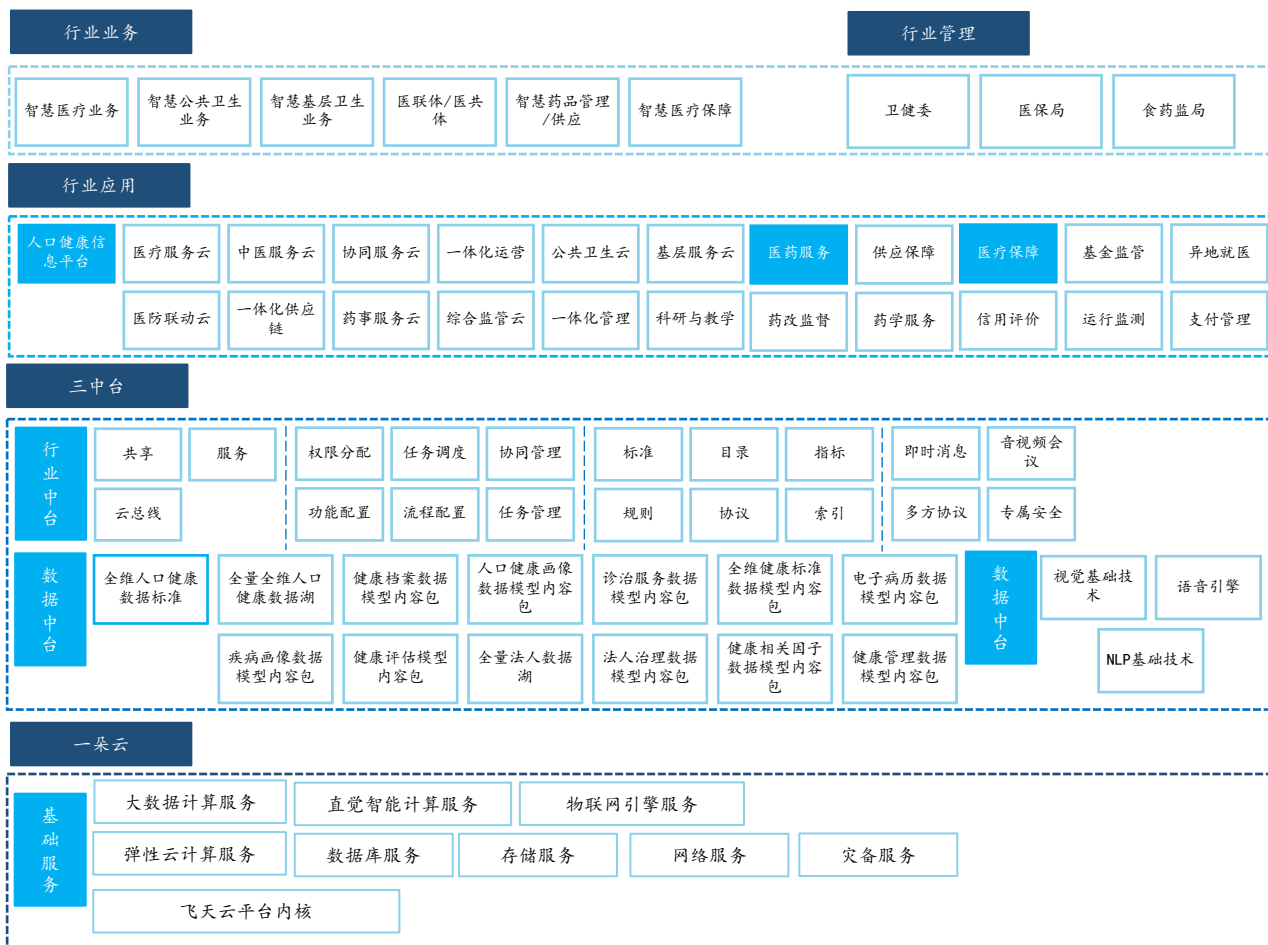 行业业务
行业管理
智慧医疗业务
智慧公共卫生
业务
智慧基层卫生
业务
医联体/医共
体
智慧药品管理
/供应
智慧医疗保障
卫健委
医保局
食药监局
行业应用
人口健康信
息平台
医疗服务云
中医服务云
协同服务云
一体化运营
公共卫生云
基层服务云
医药服务
供应保障
医疗保障
基金监管
异地就医
医防联动云
一体化供应
链
药事服务云
综合监管云
一体化管理
科研与教学
药改监督
药学服务
信用评价
运行监测
支付管理
三中台
行
业
中
台
共享
服务
权限分配
任务调度
协同管理
标准
目录
指标
即时消息
音视频会
议
云总线
功能配置
流程配置
任务管理
规则
协议
索引
多方协议
专属安全
数
据
中
台
全维人口健康
数据标准
全量全维人口
健康数据湖
健康档案数据
模型内容包
人口健康画像
数据模型内容
包
诊治服务数据
模型内容包
全维健康标准
数据模型内容
包
电子病历数据
模型内容包
数
据
中
台
视觉基础技
术
语音引擎
疾病画像数据
模型内容包
健康评估模型
内容包
全量法人数据
湖
法人治理数据
模型内容包
健康相关因子
数据模型内容
包
健康管理数据
模型内容包
NLP基础技术
一朵云
基
础
服
务
大数据计算服务
直觉智能计算服务
物联网引擎服务
弹性云计算服务
数据库服务
存储服务
网络服务
灾备服务
飞天云平台内核